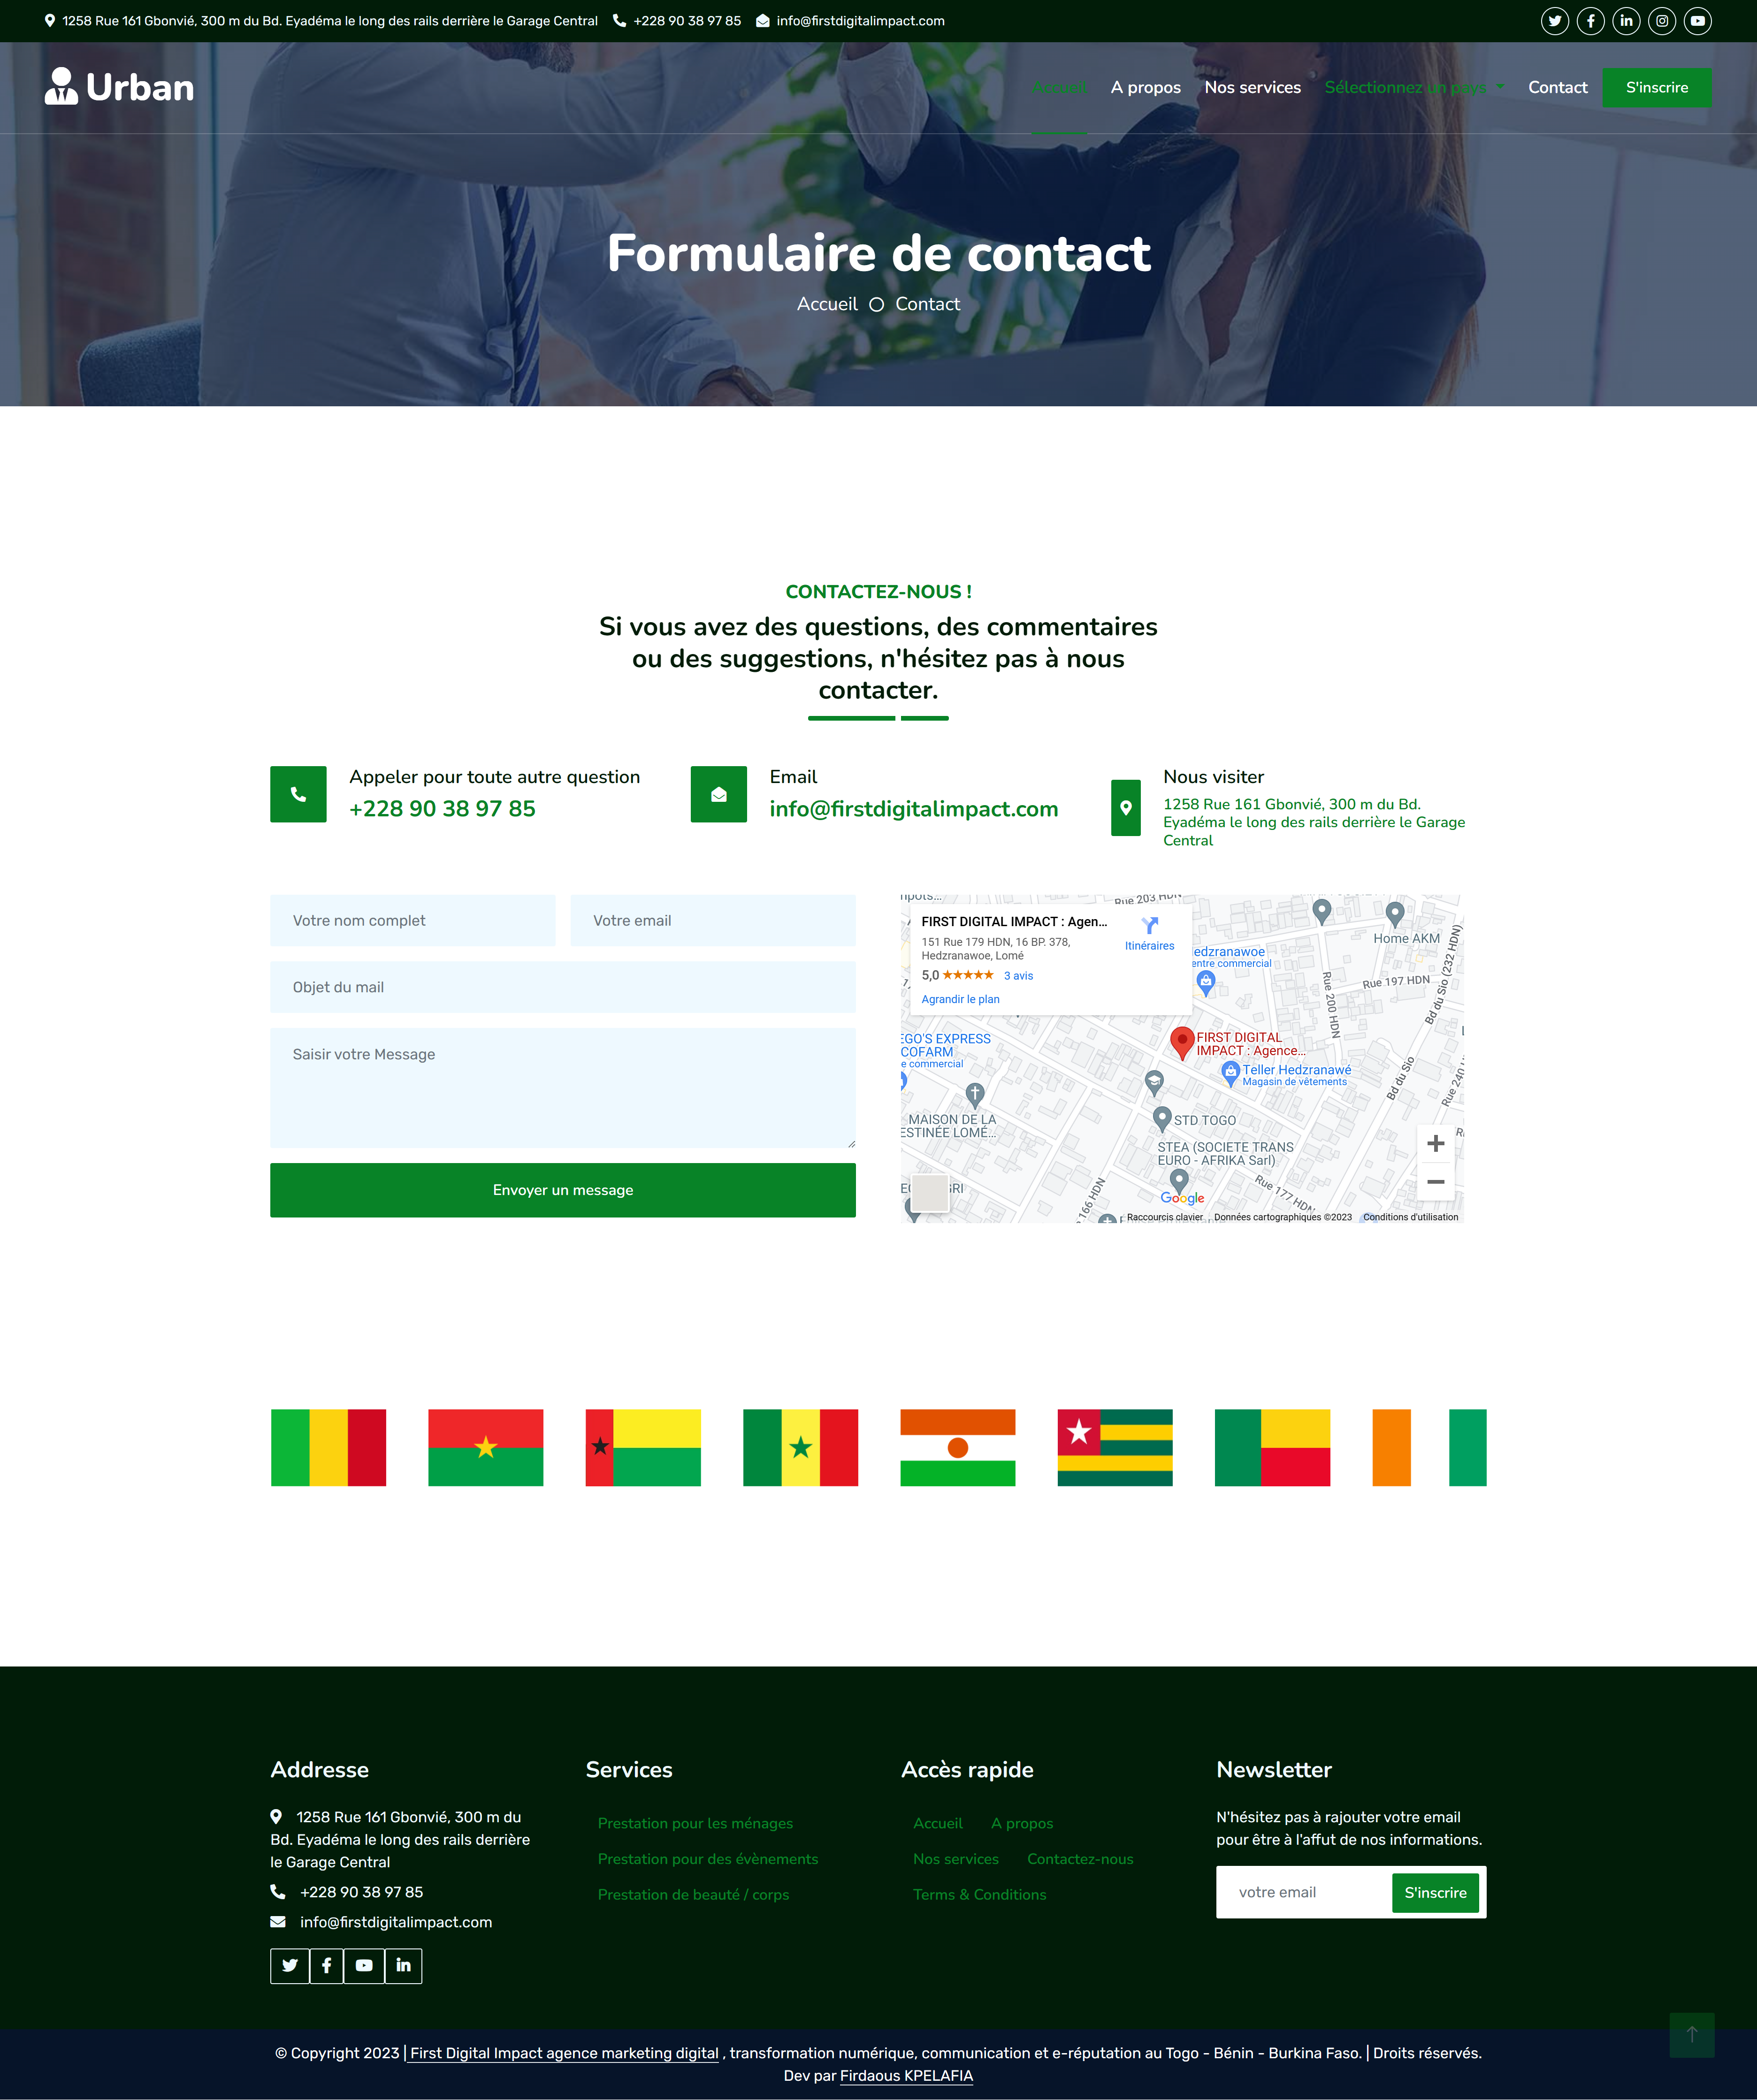 1258 Rue 161 Gbonvié, 300 m du Bd. Eyadéma le long des rails derrière le Garage Central
+228 90 38 97 85
info@firstdigitalimpact.com
Urban
Accueil
A propos
Nos services
Sélectionnez un pays
Contact
S'inscrire
Formulaire de contact
Accueil
Contact
CONTACTEZ-NOUS !
Si vous avez des questions, des commentaires
ou des suggestions, n'hésitez pas à nous
contacter.
Appeler pour toute autre question
+228 90 38 97 85
Email
info@firstdigitalimpact.com
Nous visiter
1258 Rue 161 Gbonvié, 300 m du Bd.
Eyadéma le long des rails derrière le Garage
Central
Votre nom complet
Votre email
Objet du mail
Saisir votre Message
Envoyer un message
Rue 203 HDN
FIRST DIGITAL IMPACT : Agen...
151 Rue 179 HDN, 16 BP. 378,
Hedzranawoe, Lomé
5,0
3 avis
Agrandir le plan
Itinéraires
Home AKM
edzranawoe
entre commercial
Rue 197 HDN
Rue 200 HDN
Bd du Sio (232 HDN)
EGO'S EXPRESS
COFARM
e commercial
FIRST DIGITAL
IMPACT : Agence...
Teller Hedzranawé
Magasin de vêtements
Bd du Sio
Rue 240
MAISON DE LA
ESTINÉE LOMÉ...
STD TOGO
STEA (SOCIETE TRANS
EURO - AFRIKA Sarl)
166 HDN
Rue 177 HDN
Google
Raccourcis clavier
Données cartographiques ©2023
Conditions d'utilisation
Addresse
1258 Rue 161 Gbonvié, 300 m du
Bd. Eyadéma le long des rails derrière
le Garage Central
+228 90 38 97 85
info@firstdigitalimpact.com
Services
Prestation pour les ménages
Prestation pour des évènements
Prestation de beauté / corps
Accès rapide
Accueil
A propos
Nos services
Contactez-nous
Terms & Conditions
Newsletter
N'hésitez pas à rajouter votre email
pour être à l'affut de nos informations.
votre email
S'inscrire
© Copyright 2023 | First Digital Impact agence marketing digital , transformation numérique, communication et e-réputation au Togo - Bénin - Burkina Faso. | Droits réservés.
Dev par Firdaous KPELAFIA